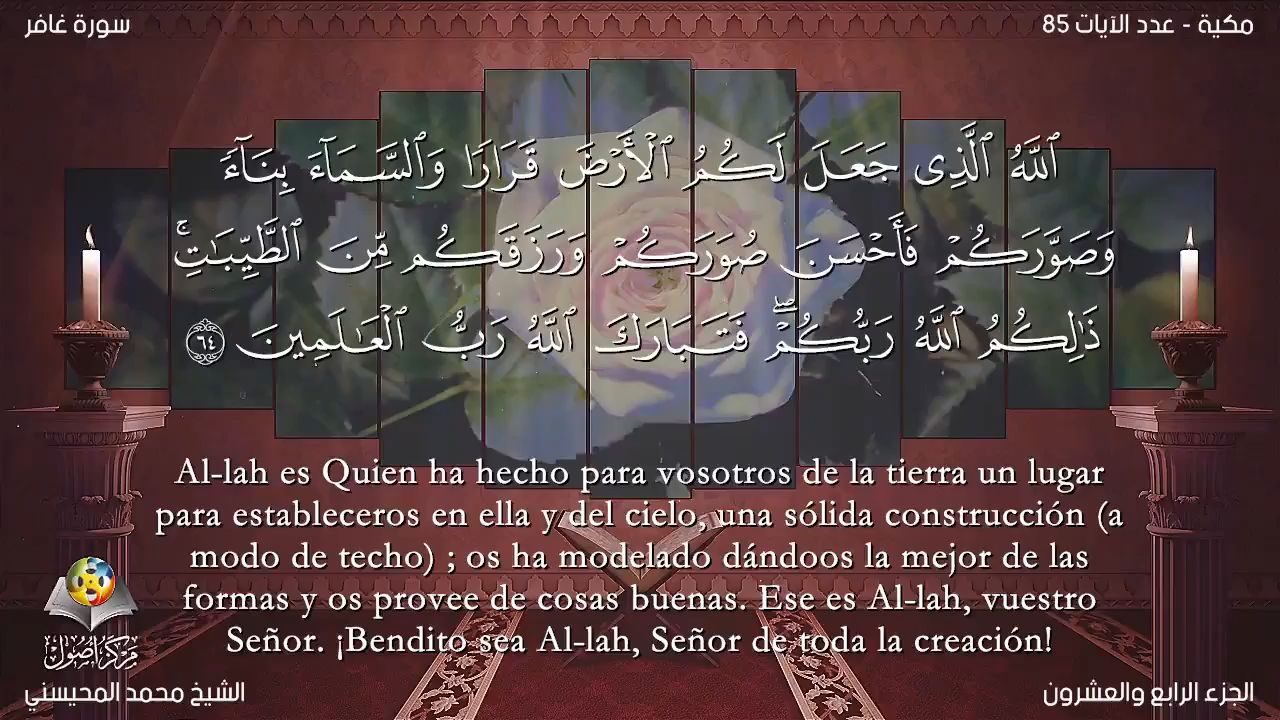 سورة غافر
مكية - عدد الآيات 85
ٱللَّهُ ٱلَّذِى جَعَلَ لَكُمُ ٱلْأَرْضَ قَرَارًا وَٱلسَّمَآءَ بِنَآءً
وَصَوَّرَكُمْ فَأَحْسَنَ صُوَرَكُمْ وَرَزَقَكُم مِّنَ ٱلطَّيِّبَـٰتِ ۚ
ذَٰلِكُمُ ٱللَّهُ رَبُّكُمْ ۖ فَتَبَارَكَ ٱللَّهُ رَبُّ ٱلْعَـٰلَمِينَ ٦٤
Al-lah es Quien ha hecho para vosotros de la tierra un lugar
para estableceros en ella y del cielo, una sólida construcción (a
modo de techo) ; os ha modelado dándoos la mejor de las
formas y os provee de cosas buenas. Ese es Al-lah, vuestro
Señor. ¡Bendito sea Al-lah, Señor de toda la creación!
مركز أصول
الشيخ محمد المحيسني
الجزء الرابع والعشرون